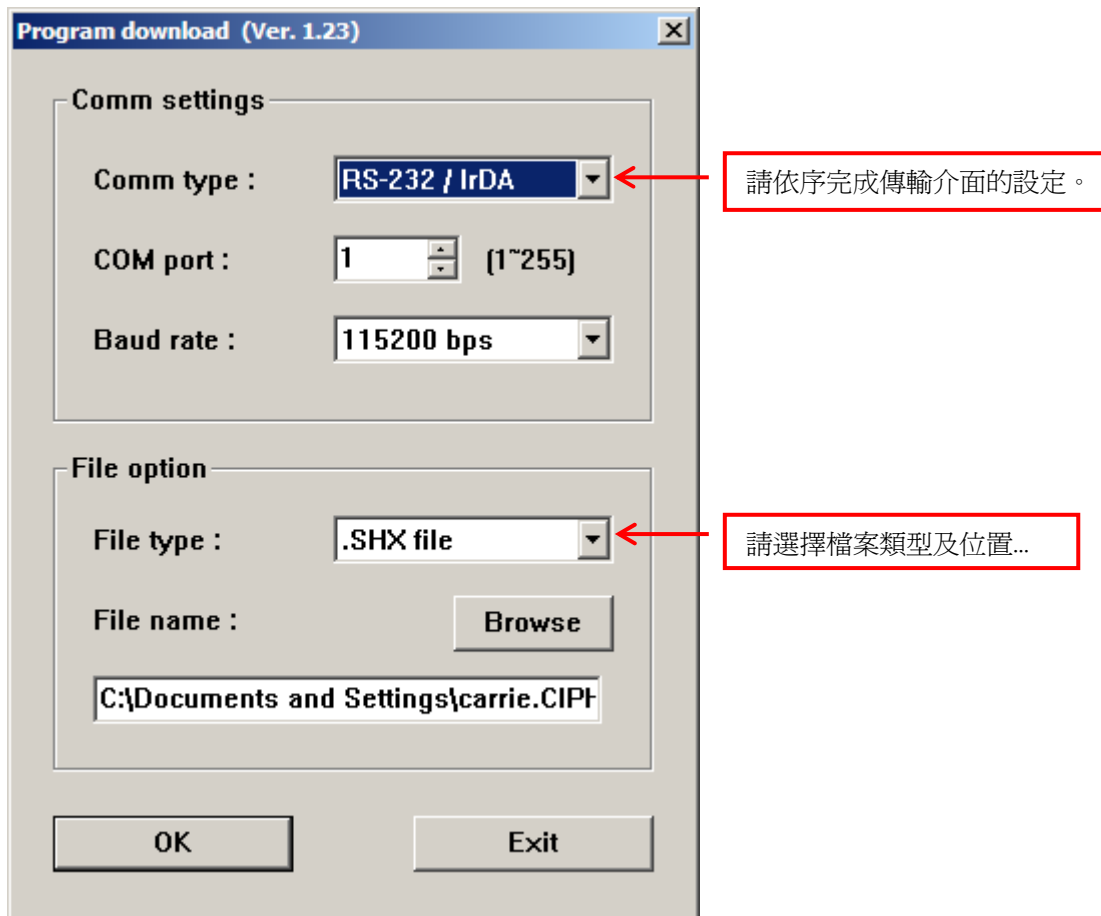 Program download (Ver. 1.23)
Comm settings
Comm type : RS-232 / IrDA
請依序完成傳輸介面的設定。
COM port : 1 (1~255)
Baud rate : 115200 bps
File option
File type : .SHX file
請選擇檔案類型及位置...
File name : Browse
C:\Documents and Settings\carrie.CIPH
OK Exit